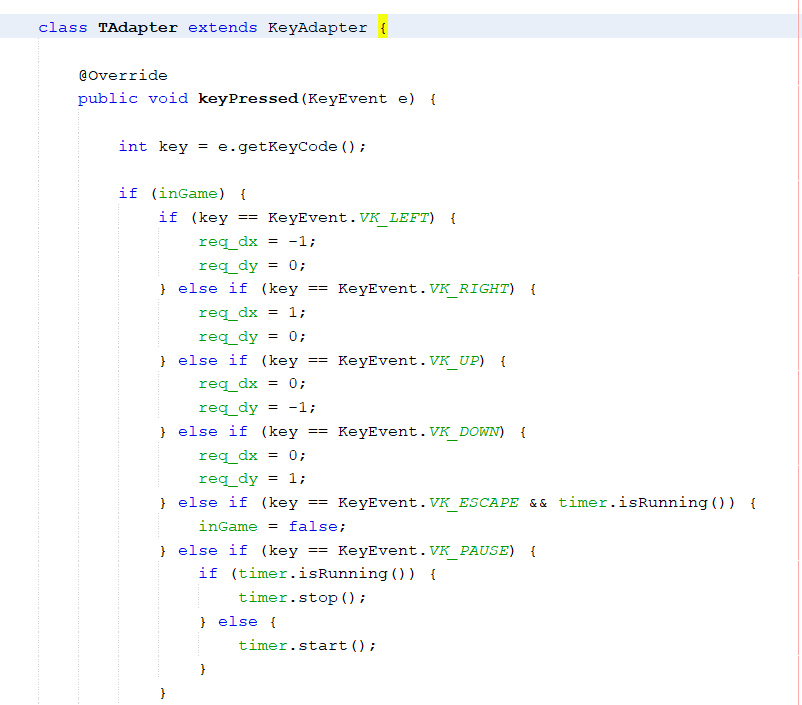 class TAdapter extends KeyAdapter {
@Override
public void keyPressed(KeyEvent e) {
int key = e.getKeyCode();
if (inGame) {
if (key == KeyEvent.VK_LEFT) {
req_dx = -1;
req_dy = 0;
} else if (key == KeyEvent.VK_RIGHT) {
req_dx = 1;
req_dy = 0;
} else if (key == KeyEvent.VK_UP) {
req_dx = 0;
req_dy = -1;
} else if (key == KeyEvent.VK_DOWN) {
req_dx = 0;
req_dy = 1;
} else if (key == KeyEvent.VK_ESCAPE && timer.isRunning()) {
inGame = false;
} else if (key == KeyEvent.VK_PAUSE) {
if (timer.isRunning()) {
timer.stop();
} else {
timer.start();
}
}